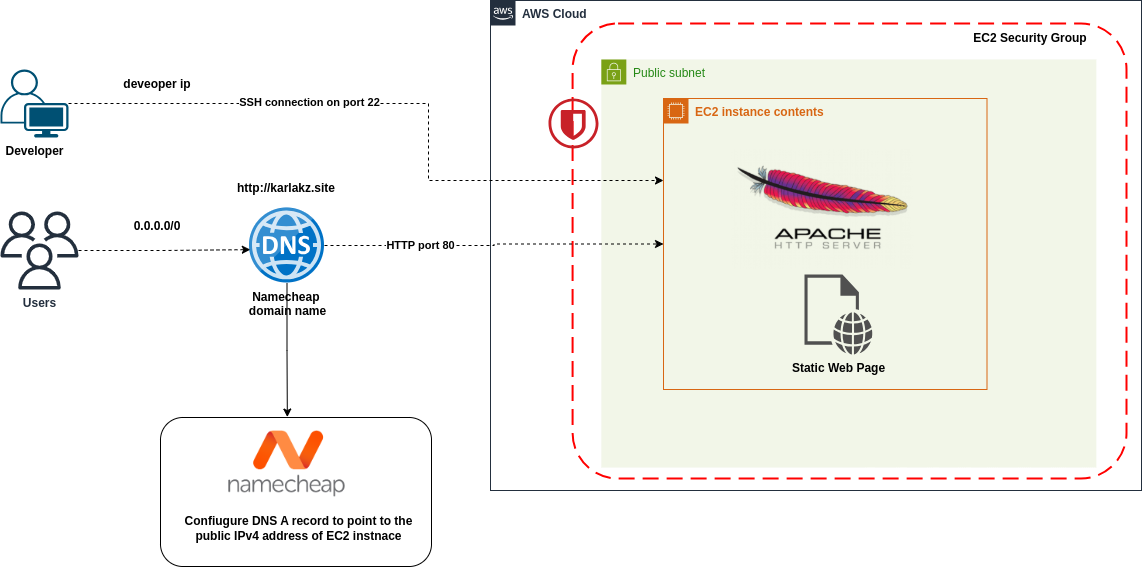 aws
AWS Cloud
EC2 Security Group
Public subnet
EC2 instance contents
deveoper ip
SSH connection on port 22
Developer
http://karlakz.site
0.0.0.0/0
DNS
HTTP port 80
Users
Namecheap
domain name
APACHE
HTTP SERVER
Static Web Page
namecheap
Confiugure DNS A record to point to the
public IPv4 address of EC2 instnace